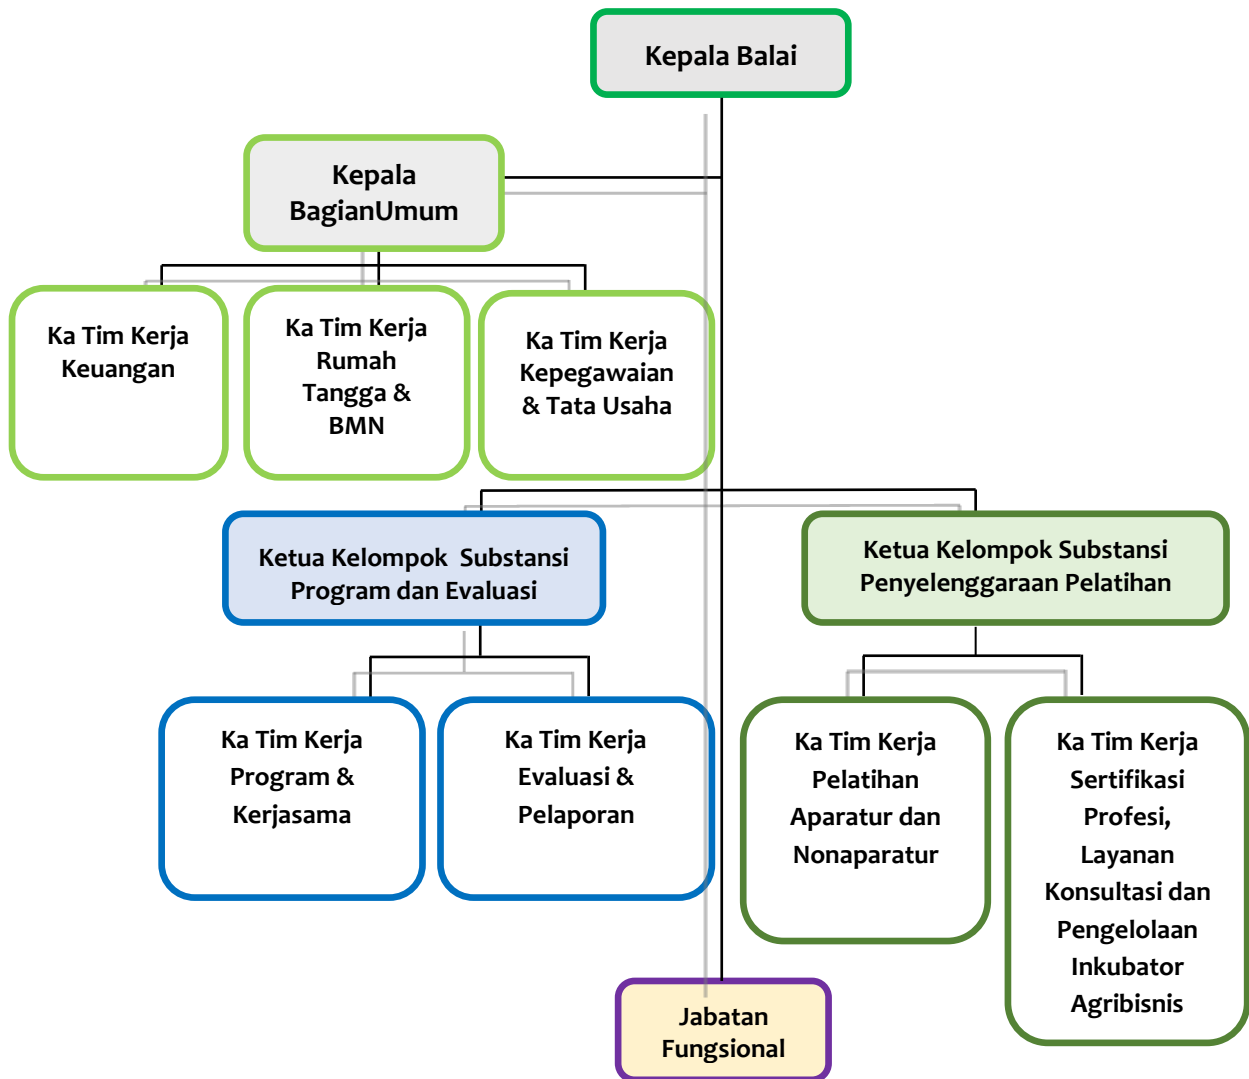 Kepala Balai
Kepala
BagianUmum
Ka Tim Kerja
Keuangan
Ka Tim Kerja
Rumah
Tangga &
BMN
Ka Tim Kerja
Kepegawaian
& Tata Usaha
Ketua Kelompok  Substansi
Program dan Evaluasi
Ketua Kelompok Substansi
Penyelenggaraan Pelatihan
Ka Tim Kerja
Program &
Kerjasama
Ka Tim Kerja
Evaluasi &
Pelaporan
Ka Tim Kerja
Pelatihan
Aparatur dan
Nonaparatur
Ka Tim Kerja
Sertifikasi
Profesi,
Layanan
Konsultasi dan
Pengelolaan
Inkubator
Agribisnis
Jabatan
Fungsional